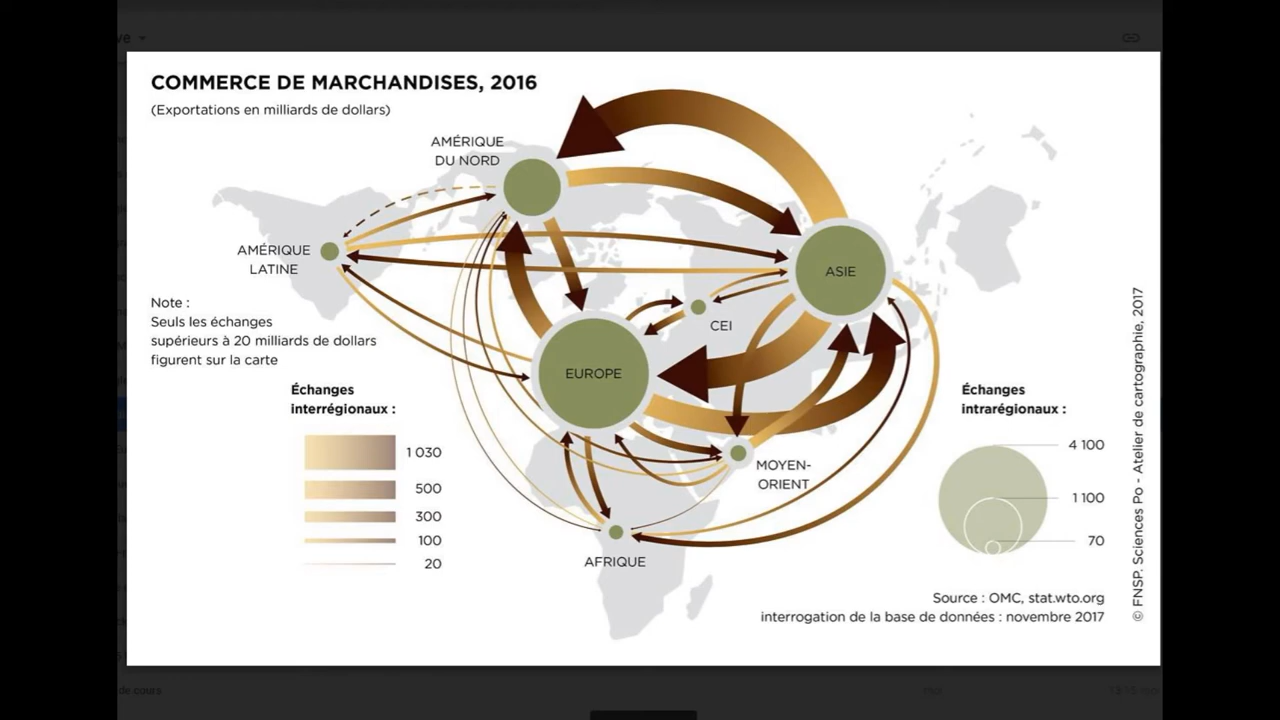 COMMERCE DE MARCHANDISES, 2016
(Exportations en milliards de dollars)
AMÉRIQUE
DU NORD
AMÉRIQUE
LATINE
ASIE
CEI
EUROPE
MOYEN-
ORIENT
AFRIQUE
Note :
Seuls les échanges
supérieurs à 20 milliards de dollars
figurent sur la carte
Échanges
interrégionaux :
1 030
500
300
100
20
Échanges
intrarégionaux :
4 100
1 100
70
Source : OMC, stat.wto.org
interrogation de la base de données : novembre 2017
© FNSP. Sciences Po - Atelier de cartographie, 2017
de cours